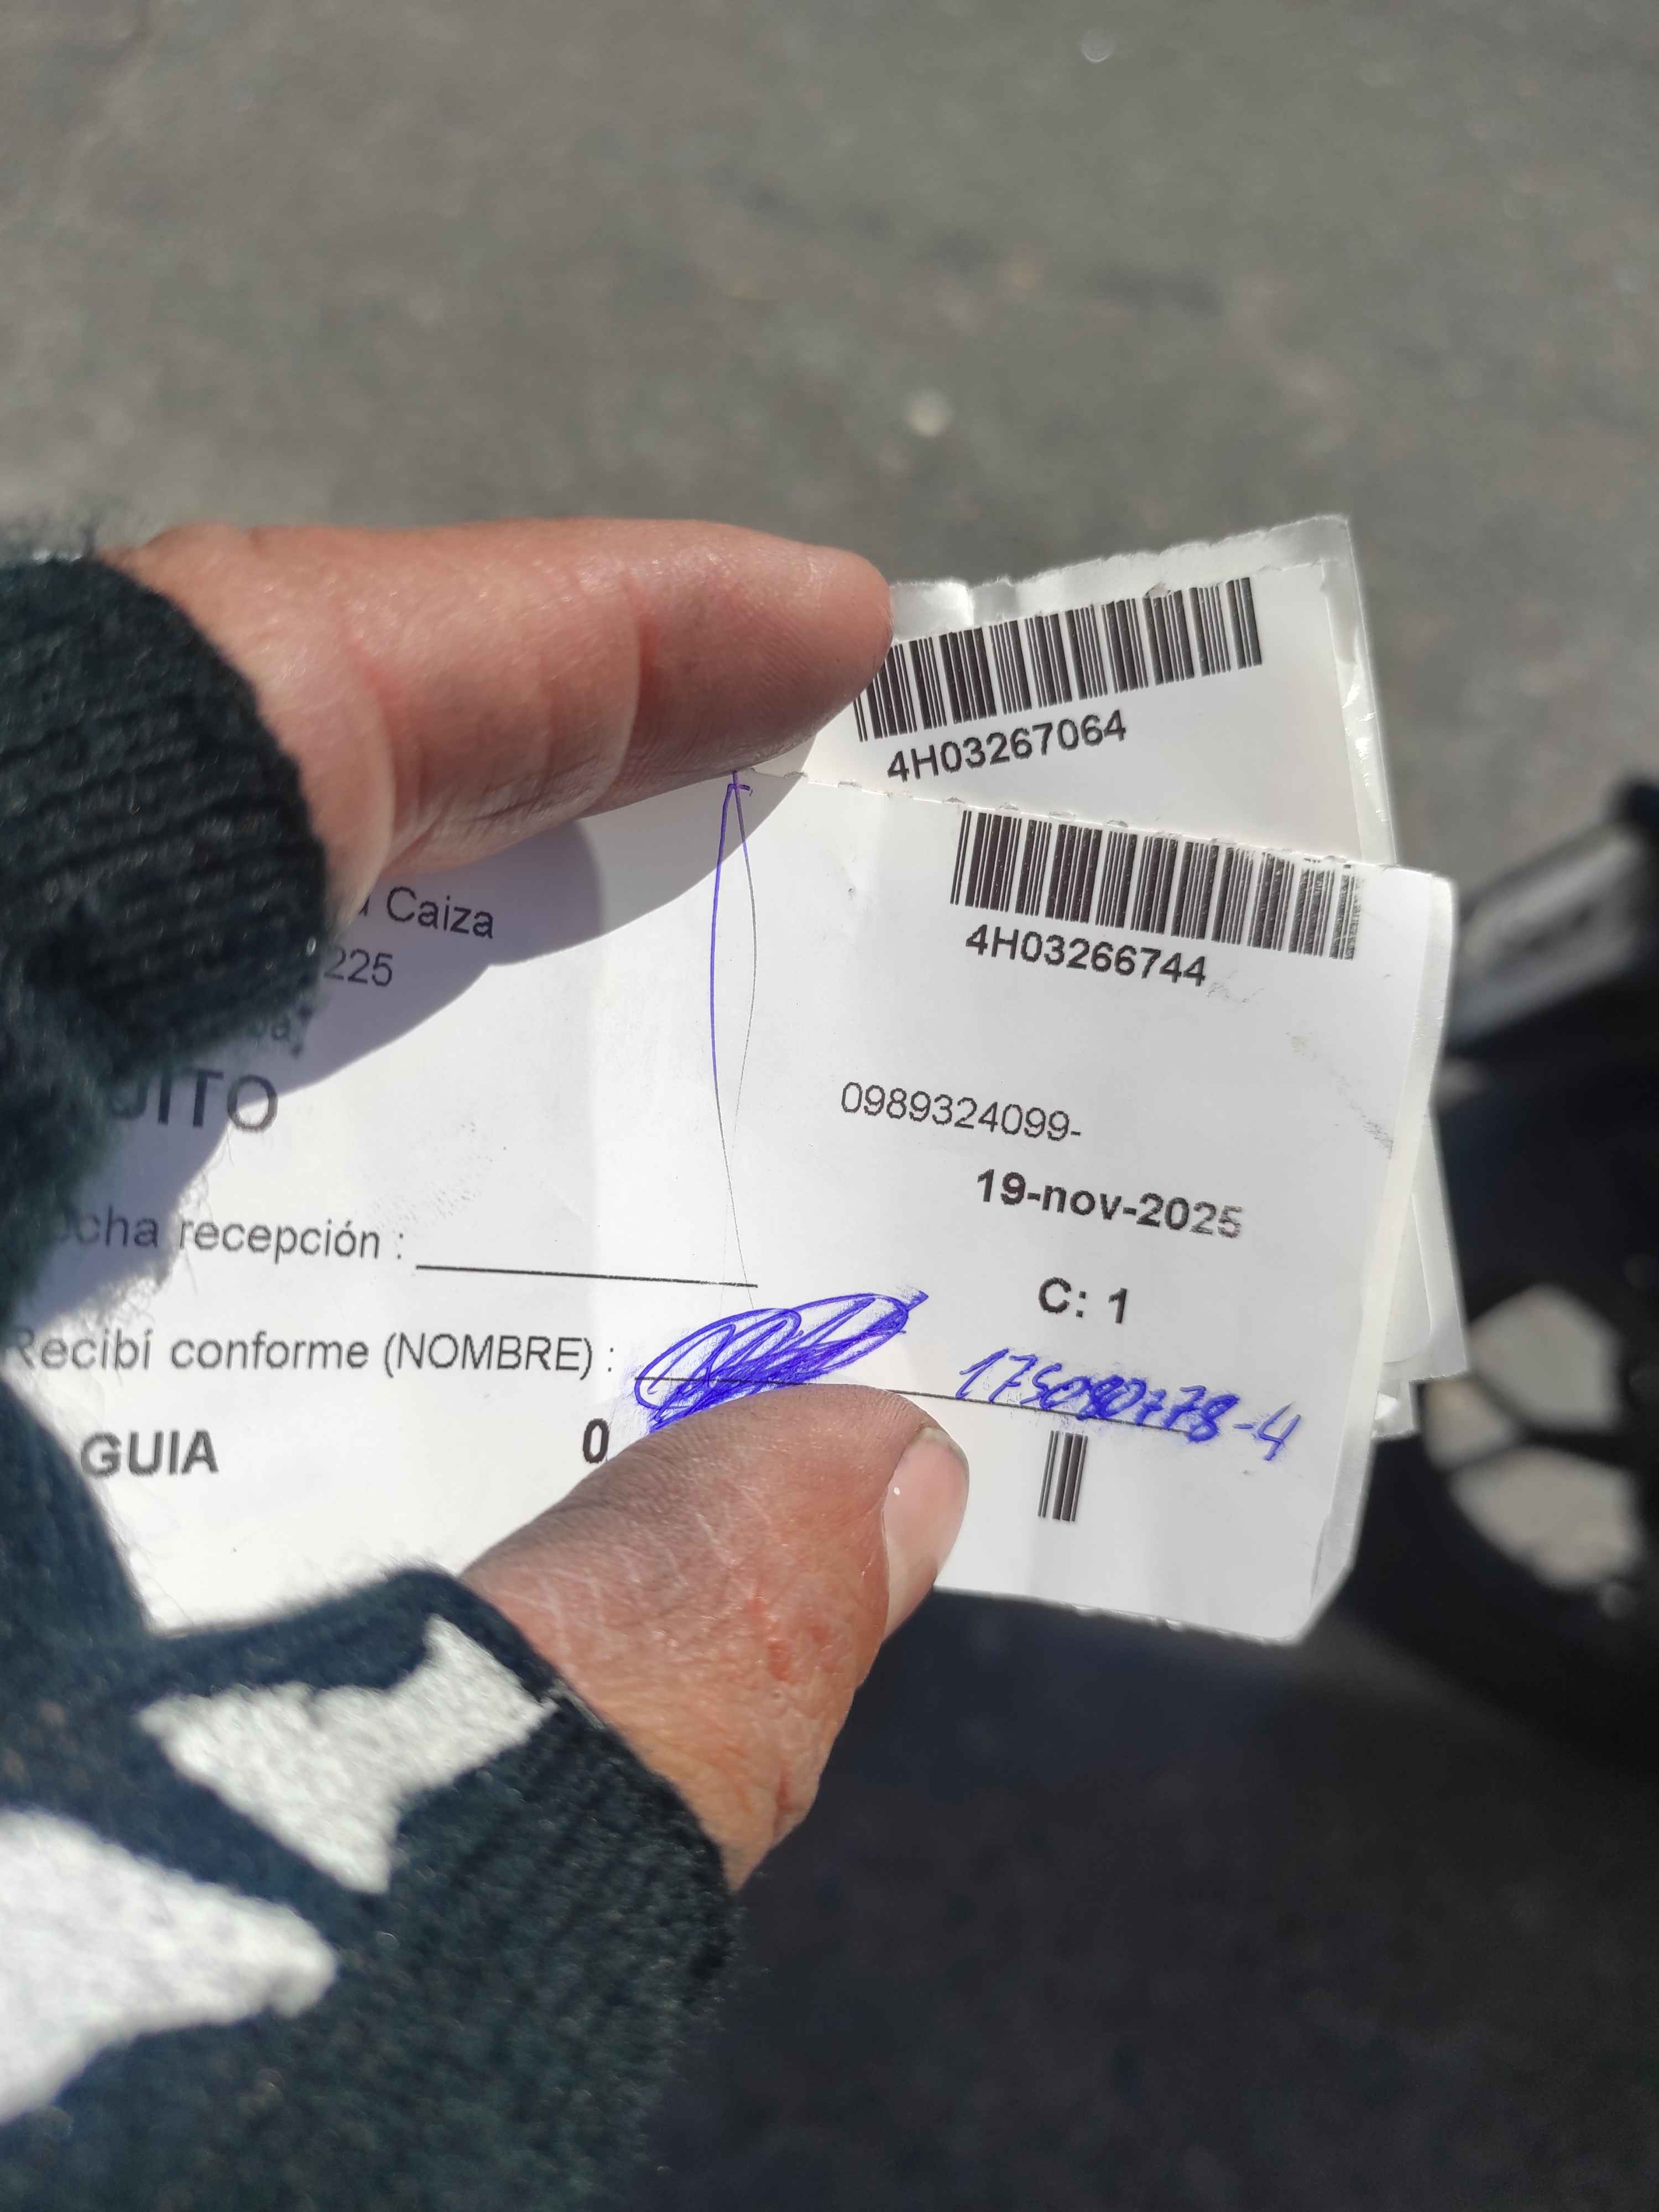 4H03267064
4H03266744
Caiza
225
0989324099-
UITO
19-nov-2025
cha recepción :
C: 1
Recibí conforme (NOMBRE) :
GUIA 0